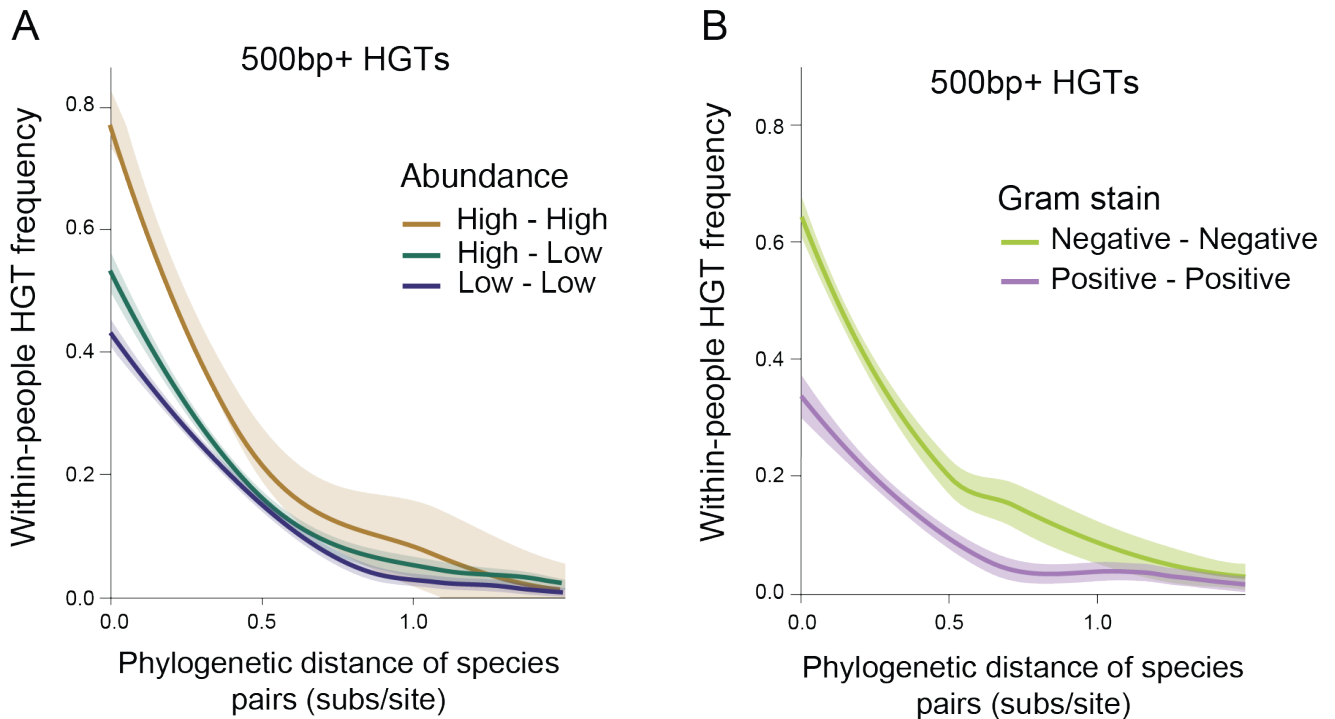 A
500bp+ HGTs
Within-people HGT frequency
0.8
0.6
0.4
0.2
0.0
Abundance
High - High
High - Low
Low - Low
0.0
0.5
1.0
Phylogenetic distance of species
pairs (subs/site)
B
500bp+ HGTs
Within-people HGT frequency
0.8
0.6
0.4
0.2
0.0
Gram stain
Negative - Negative
Positive - Positive
0.0
0.5
1.0
Phylogenetic distance of species
pairs (subs/site)